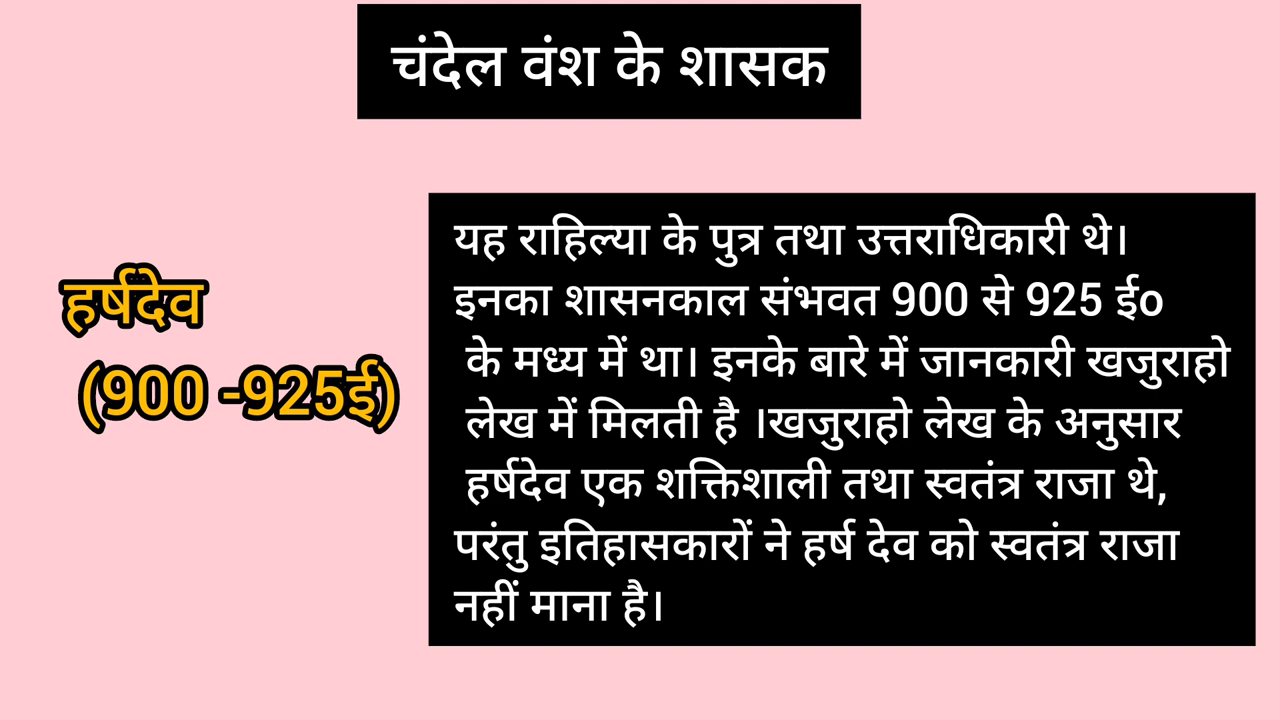 चंदेल वंश के शासक
हर्षदेव
(900 -925ई)
यह राहिल्या के पुत्र तथा उत्तराधिकारी थे।
इनका शासनकाल संभवत 900 से 925 ईo
के मध्य में था। इनके बारे में जानकारी खजुराहो
लेख में मिलती है ।खजुराहो लेख के अनुसार
हर्षदेव एक शक्तिशाली तथा स्वतंत्र राजा थे,
परंतु इतिहासकारों ने हर्ष देव को स्वतंत्र राजा
नहीं माना है।